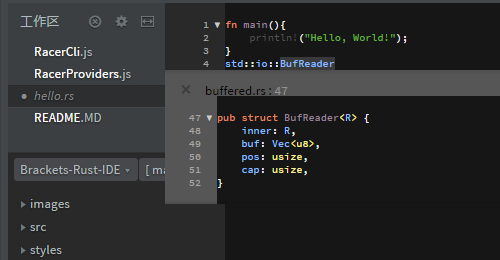 工作区
RacerCli.js
RacerProviders.js
hello.rs
README.MD
Brackets-Rust-IDE
[ ma
images
src
styles
1 fn main(){
2 println!("Hello, World!");
3 }
4 std::io::BufReader
buffered.rs:47
47 pub struct BufReader<R> {
48 inner: R,
49 buf: Vec<u8>,
50 pos: usize,
51 cap: usize,
52 }